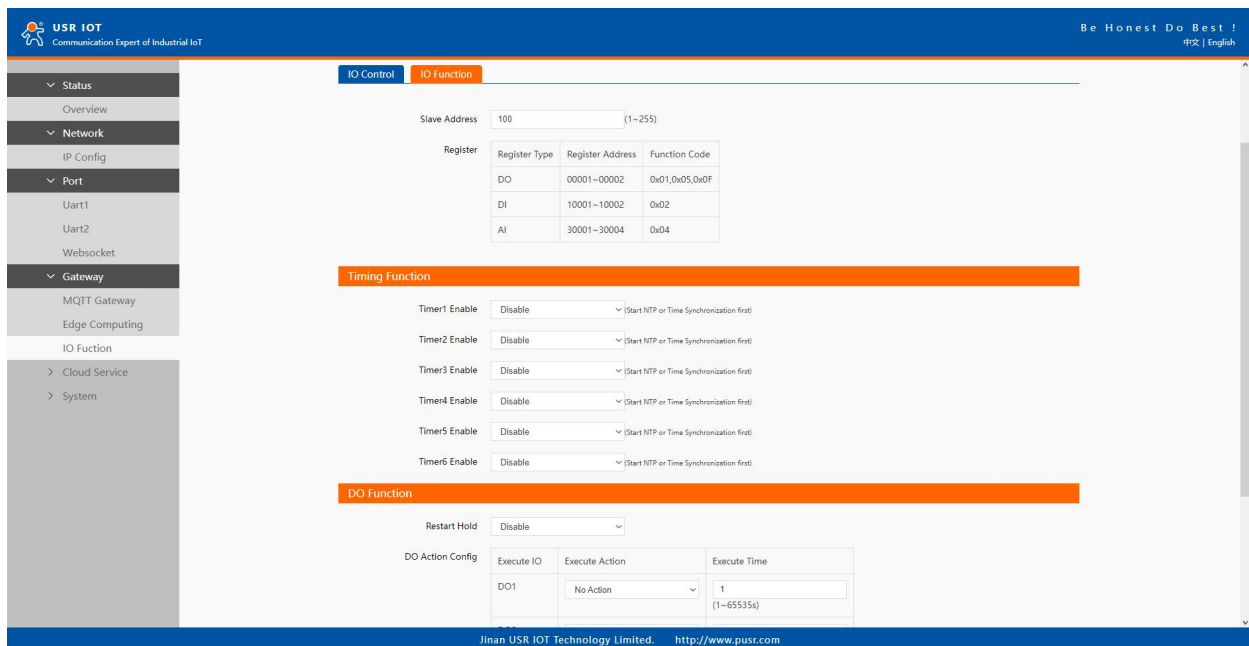 USR IOT
Communication Expert of Industrial IoT
Be Honest Do Best !
中文 | English
Status
Overview
Network
IP Config
Port
Uart1
Uart2
Websocket
Gateway
MQTT Gateway
Edge Computing
IO Fuction
Cloud Service
System
IO Control IO Function
Slave Address 100 (1~255)
Register
Register Type Register Address Function Code
DO 00001~00002 0x01,0x05,0x0F
DI 10001~10002 0x02
AI 30001~30004 0x04
Timing Function
Timer1 Enable Disable (Start NTP or Time Synchronization first)
Timer2 Enable Disable (Start NTP or Time Synchronization first)
Timer3 Enable Disable (Start NTP or Time Synchronization first)
Timer4 Enable Disable (Start NTP or Time Synchronization first)
Timer5 Enable Disable (Start NTP or Time Synchronization first)
Timer6 Enable Disable (Start NTP or Time Synchronization first)
DO Function
Restart Hold Disable
DO Action Config
Execute IO Execute Action Execute Time
DO1 No Action 1
(1~65535s)
Jinan USR IOT Technology Limited. http://www.pusr.com